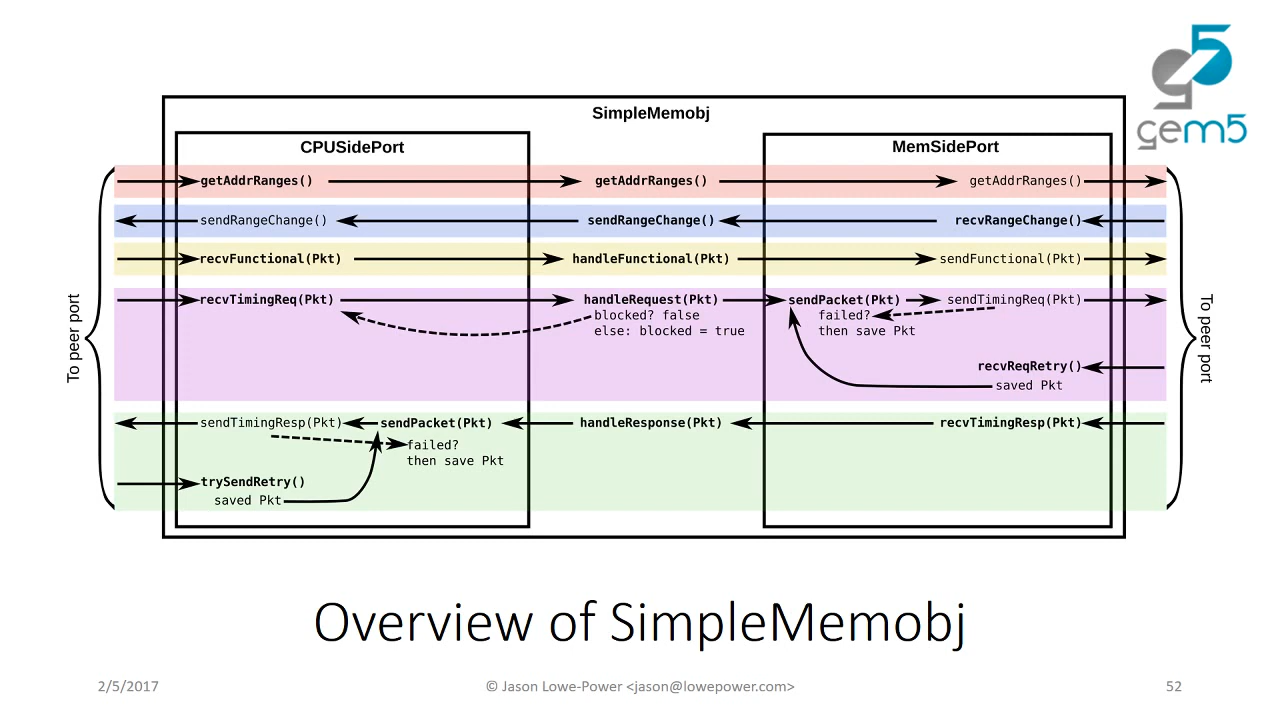 gem5
SimpleMemobj
CPUSidePort
MemSidePort
getAddrRanges() getAddrRanges() getAddrRanges()
sendRangeChange() sendRangeChange() recvRangeChange()
recvFunctional(Pkt) handleFunctional(Pkt) sendFunctional(Pkt)
recvTimingReq(Pkt) handleRequest(Pkt) sendPacket(Pkt) sendTimingReq(Pkt)
blocked? false failed?
else: blocked = true then save Pkt
recvReqRetry()
saved Pkt
sendTimingResp(Pkt) sendPacket(Pkt) handleResponse(Pkt) recvTimingResp(Pkt)
failed?
then save Pkt
trySendRetry()
saved Pkt
To peer port
To peer port
Overview of SimpleMemobj
2/5/2017 © Jason Lowe-Power <jason@lowepower.com> 52